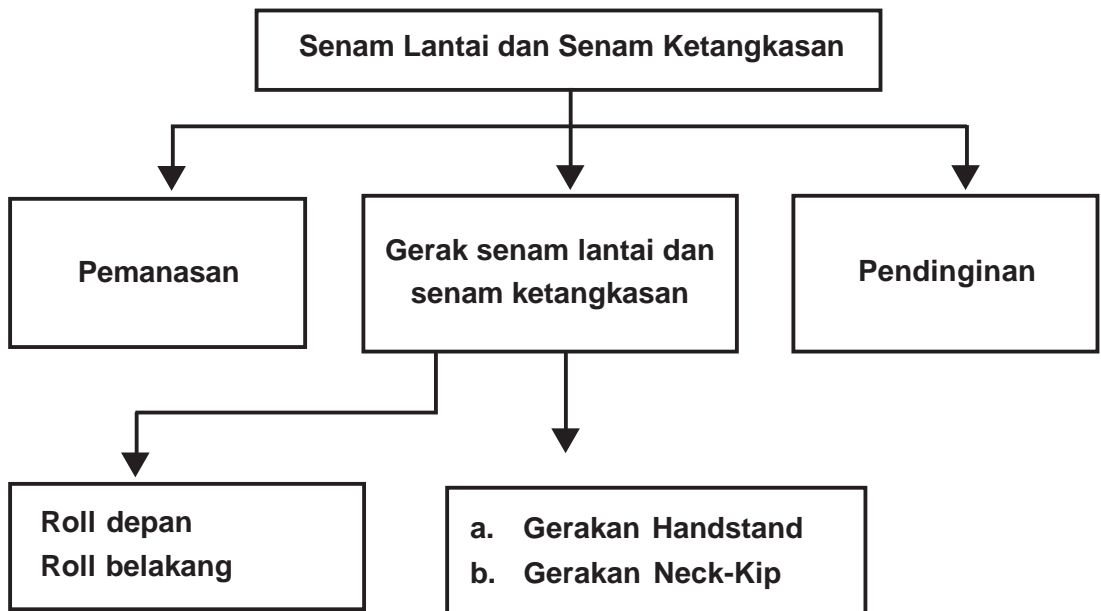 Senam Lantai dan Senam Ketangkasan
Pemanasan
Gerak senam lantai dan
senam ketangkasan
Pendinginan
Roll depan
Roll belakang
a. Gerakan Handstand
b. Gerakan Neck-Kip